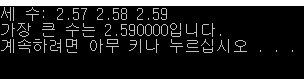 세 수: 2.57 2.58 2.59
가장 큰 수는 2.590000입니다.
계속하려면 아무 키나 누르십시오 . . .